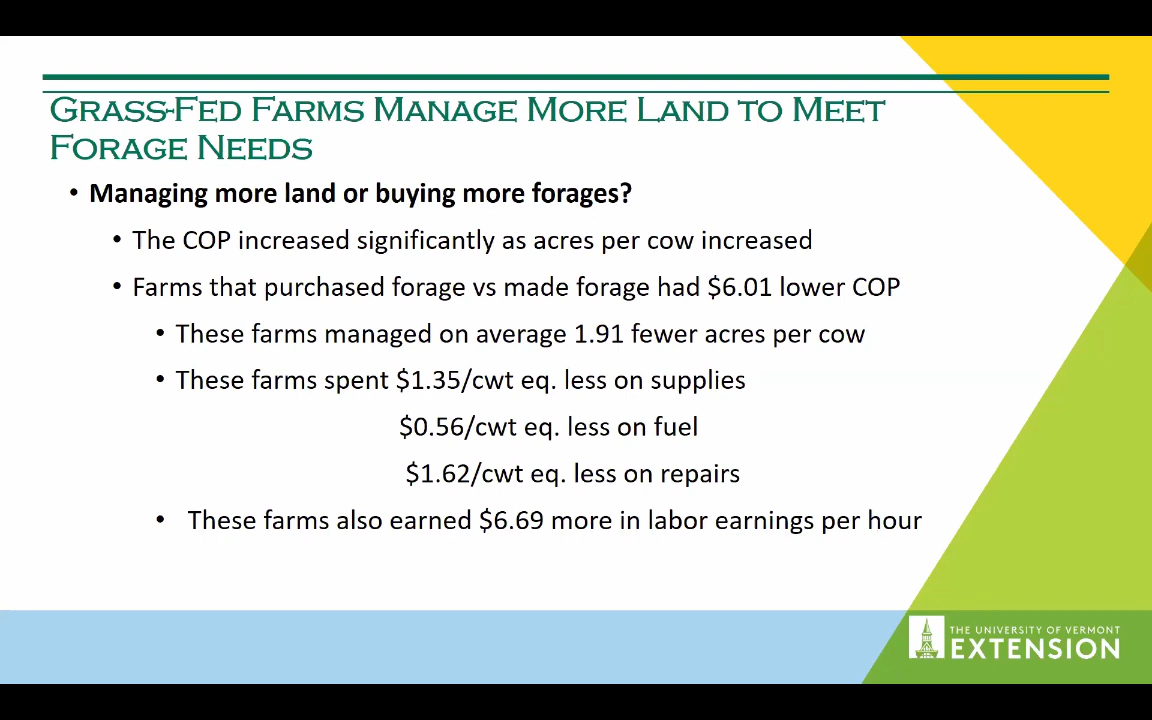 Grass-Fed Farms Manage More Land to Meet
Forage Needs
• Managing more land or buying more forages?
• The COP increased significantly as acres per cow increased
• Farms that purchased forage vs made forage had $6.01 lower COP
• These farms managed on average 1.91 fewer acres per cow
• These farms spent $1.35/cwt eq. less on supplies
$0.56/cwt eq. less on fuel
$1.62/cwt eq. less on repairs
• These farms also earned $6.69 more in labor earnings per hour
THE UNIVERSITY OF VERMONT
EXTENSION